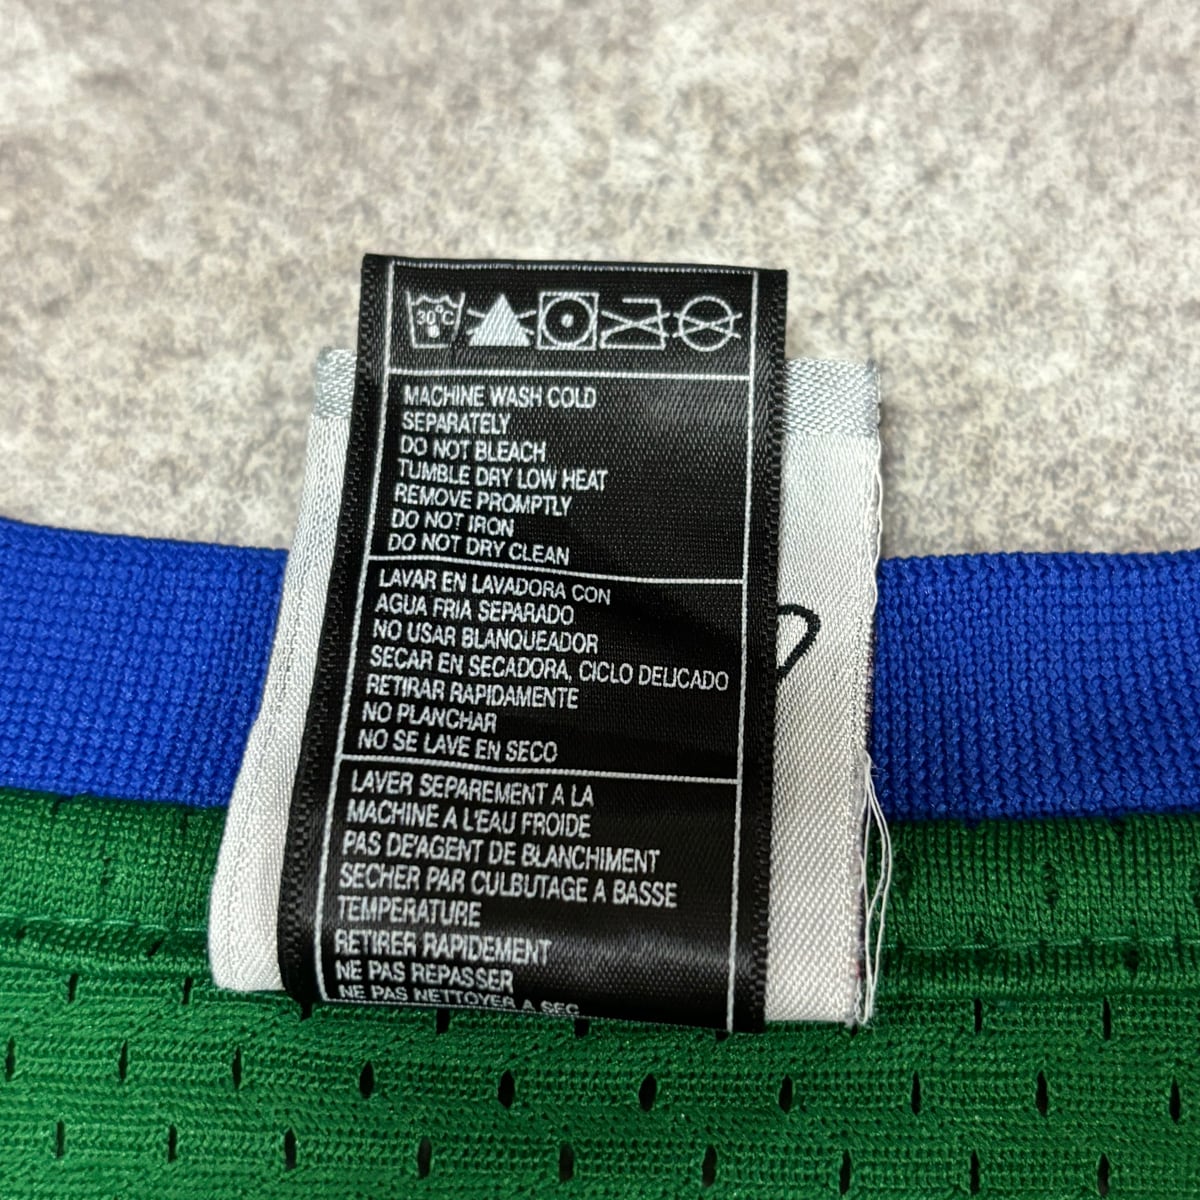 30°C
MACHINE WASH COLD
SEPARATELY
DO NOT BLEACH
TUMBLE DRY LOW HEAT
REMOVE PROMPTLY
DO NOT IRON
DO NOT DRY CLEAN
LAVAR EN LAVADORA CON
AGUA FRIA SEPARADO
NO USAR BLANQUEADOR
SECAR EN SECADORA, CICLO DELICADO
RETIRAR RAPIDAMENTE
NO PLANCHAR
NO SE LAVE EN SECO
LAVER SEPAREMENT A LA
MACHINE A L'EAU FROIDE
PAS DE'AGENT DE BLANCHIMENT
SECHER PAR CULBUTAGE A BASSE
TEMPERATURE
RETIRER RAPIDEMENT
NE PAS REPASSER
NE PAS NETTOYER A SEC